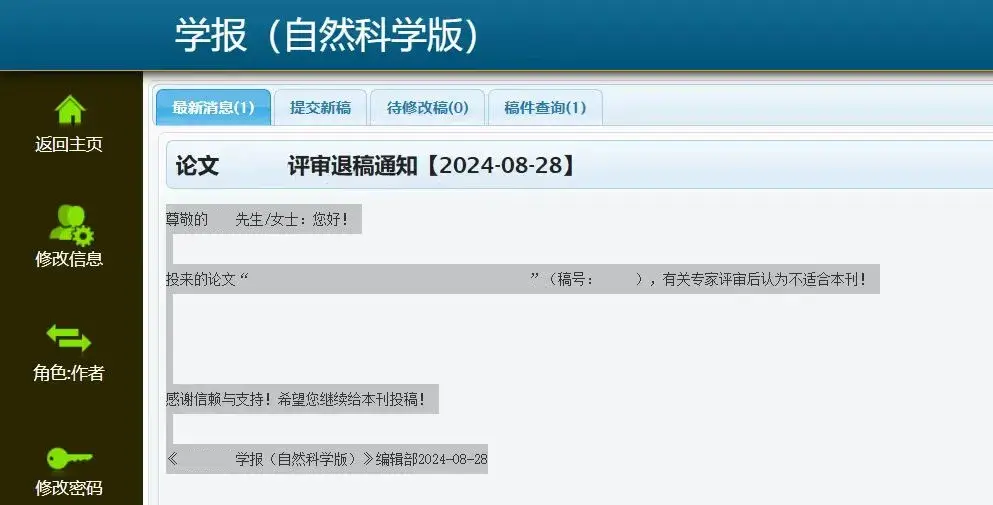 学报（自然科学版）
最新消息(1) 提交新稿 待修改稿(0) 稿件查询(1)
返回主页
论文 评审退稿通知【2024-08-28】
尊敬的 先生/女士：您好！
修改信息
投来的论文“ ”（稿号： ），有关专家评审后认为不适合本刊！
角色:作者
感谢信赖与支持！希望您继续给本刊投稿！
《 学报（自然科学版）》编辑部2024-08-28
修改密码